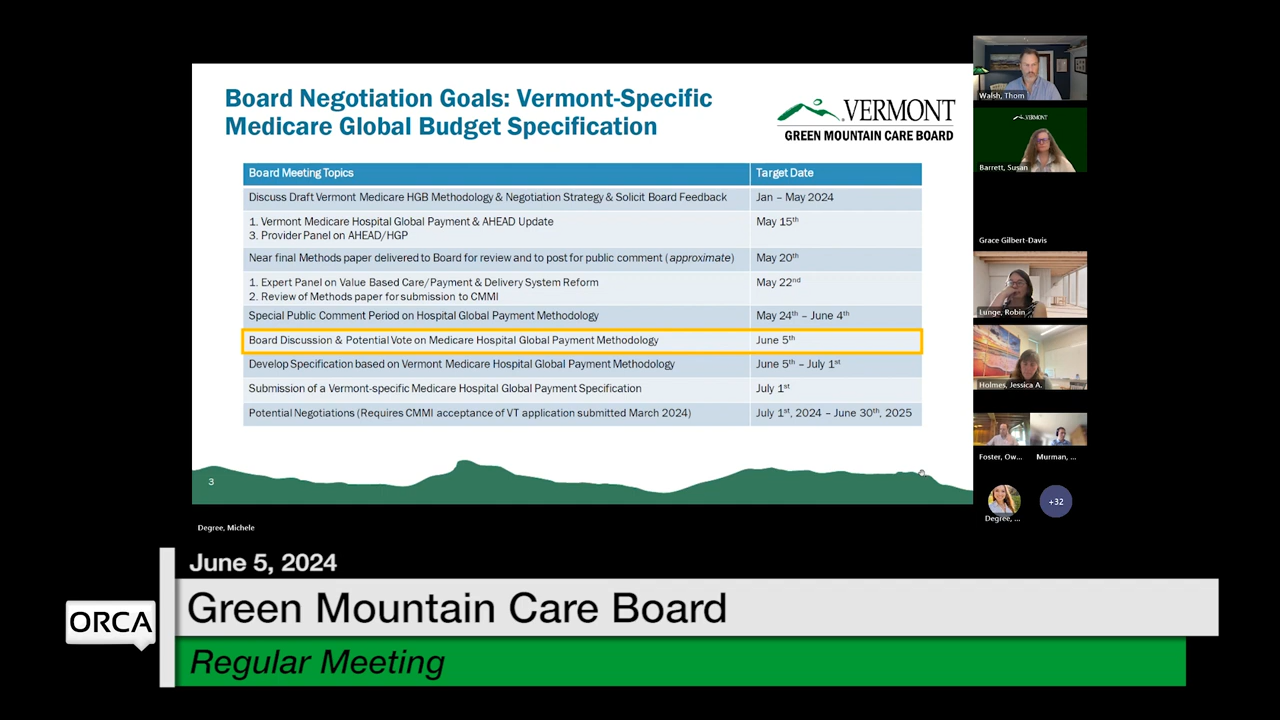 Board Negotiation Goals: Vermont-Specific
Medicare Global Budget Specification
VERMONT
GREEN MOUNTAIN CARE BOARD
Board Meeting Topics
Target Date
Discuss Draft Vermont Medicare HGB Methodology & Negotiation Strategy & Solicit Board Feedback
Jan – May 2024
1. Vermont Medicare Hospital Global Payment & AHEAD Update
3. Provider Panel on AHEAD/HGP
May 15th
Near final Methods paper delivered to Board for review and to post for public comment (approximate)
May 20th
1. Expert Panel on Value Based Care/Payment & Delivery System Reform
2. Review of Methods paper for submission to CMMI
May 22nd
Special Public Comment Period on Hospital Global Payment Methodology
May 24th – June 4th
Board Discussion & Potential Vote on Medicare Hospital Global Payment Methodology
June 5th
Develop Specification based on Vermont Medicare Hospital Global Payment Methodology
June 5th – July 1st
Submission of a Vermont-specific Medicare Hospital Global Payment Specification
July 1st
Potential Negotiations (Requires CMMI acceptance of VT application submitted March 2024)
July 1st, 2024 – June 30th, 2025
3
Walsh, Thom
VERMONT
Barrett, Susan
Grace Gilbert-Davis
Lunge, Robin
Holmes, Jessica A.
Foster, Ow...
Murman, ...
Degree, ...
+32
Degree, Michele
June 5, 2024
ORCA
Green Mountain Care Board
Regular Meeting